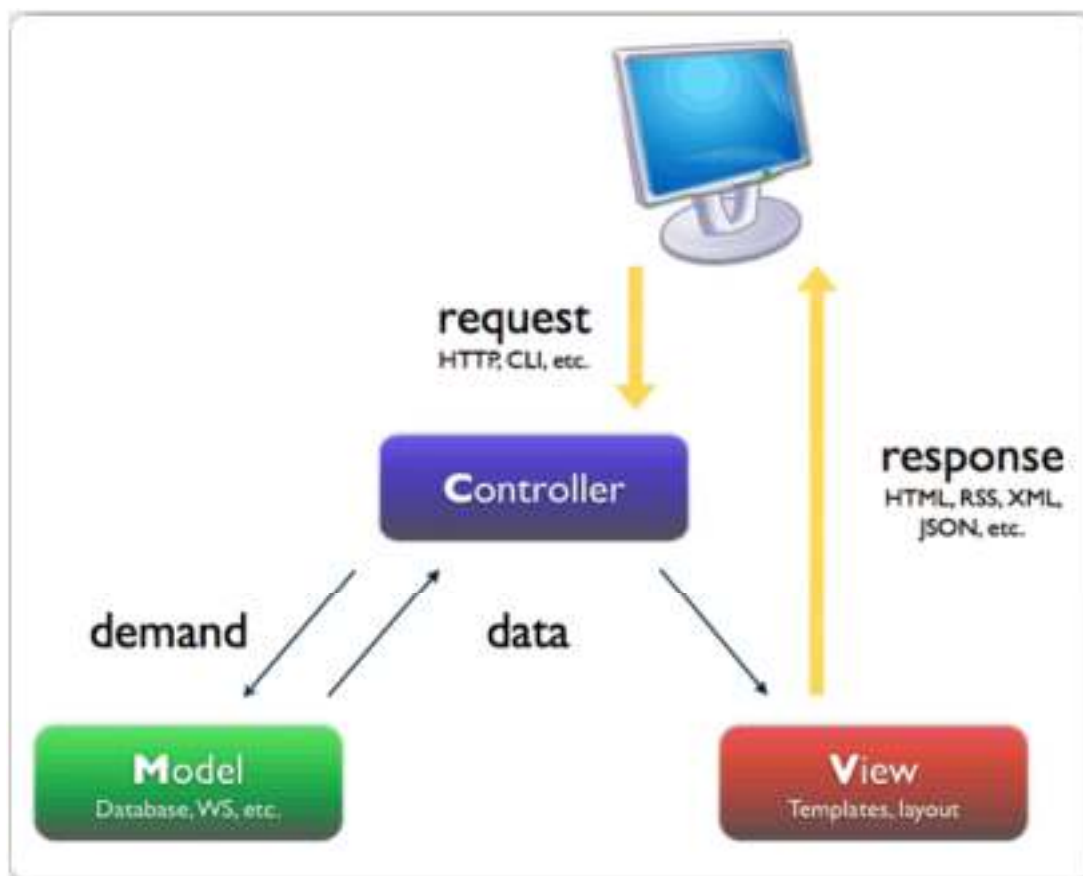 request
HTTP, CLI, etc.
Controller
response
HTML, RSS, XML,
JSON, etc.
demand
data
Model
Database, WS, etc.
View
Templates, layout